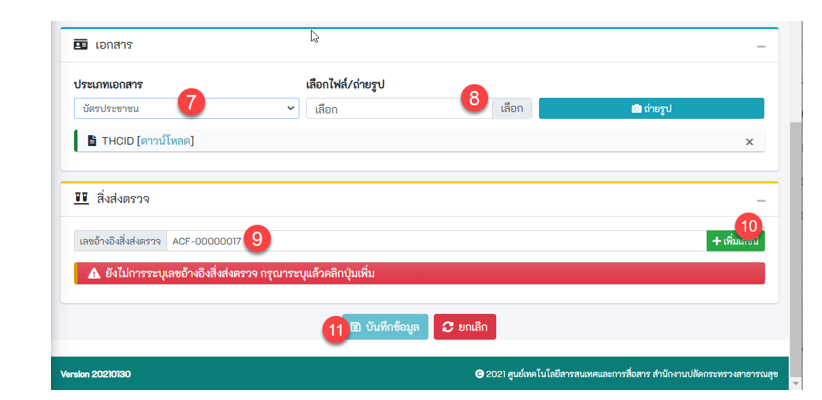 เอกสาร
ประเภทเอกสาร เลือกไฟล์/ถ่ายรูป
บัตรประชาชน 7 เลือก 8 เลือก ถ่ายรูป
THCID [ดาวน์โหลด]
สิ่งส่งตรวจ
เลขอ้างอิงสิ่งส่งตรวจ ACF-00000017 9 10
ยังไม่การระบุเลขอ้างอิงสิ่งส่งตรวจ กรุณาระบุแล้วคลิกปุ่มเพิ่ม
11 บันทึกข้อมูล ยกเลิก
Version 20210130 © 2021 ศูนย์เทคโนโลยีสารสนเทศและการสื่อสาร สำนักงานปลัดกระทรวงสาธารณสุข